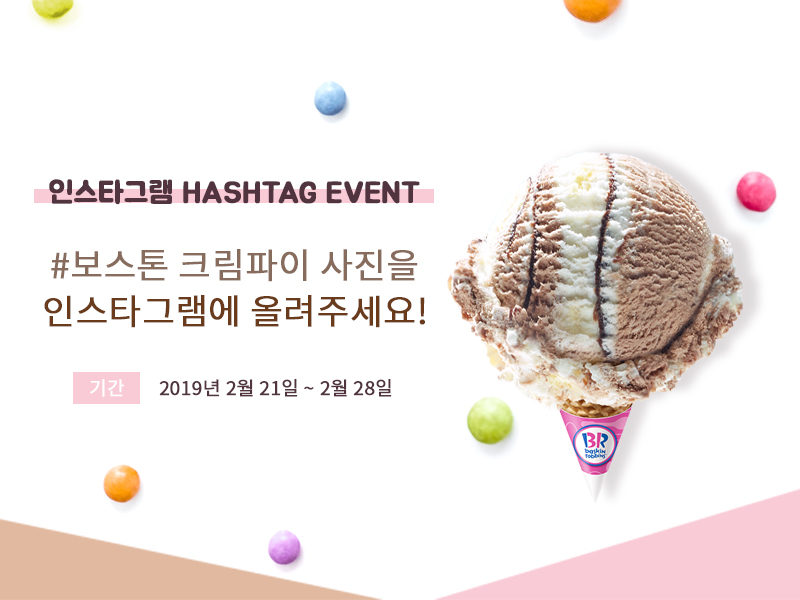 인스타그램 HASHTAG EVENT
#보스톤 크림파이 사진을
인스타그램에 올려주세요!
기간 2019년 2월 21일 ~ 2월 28일
BR
baskin
robbins